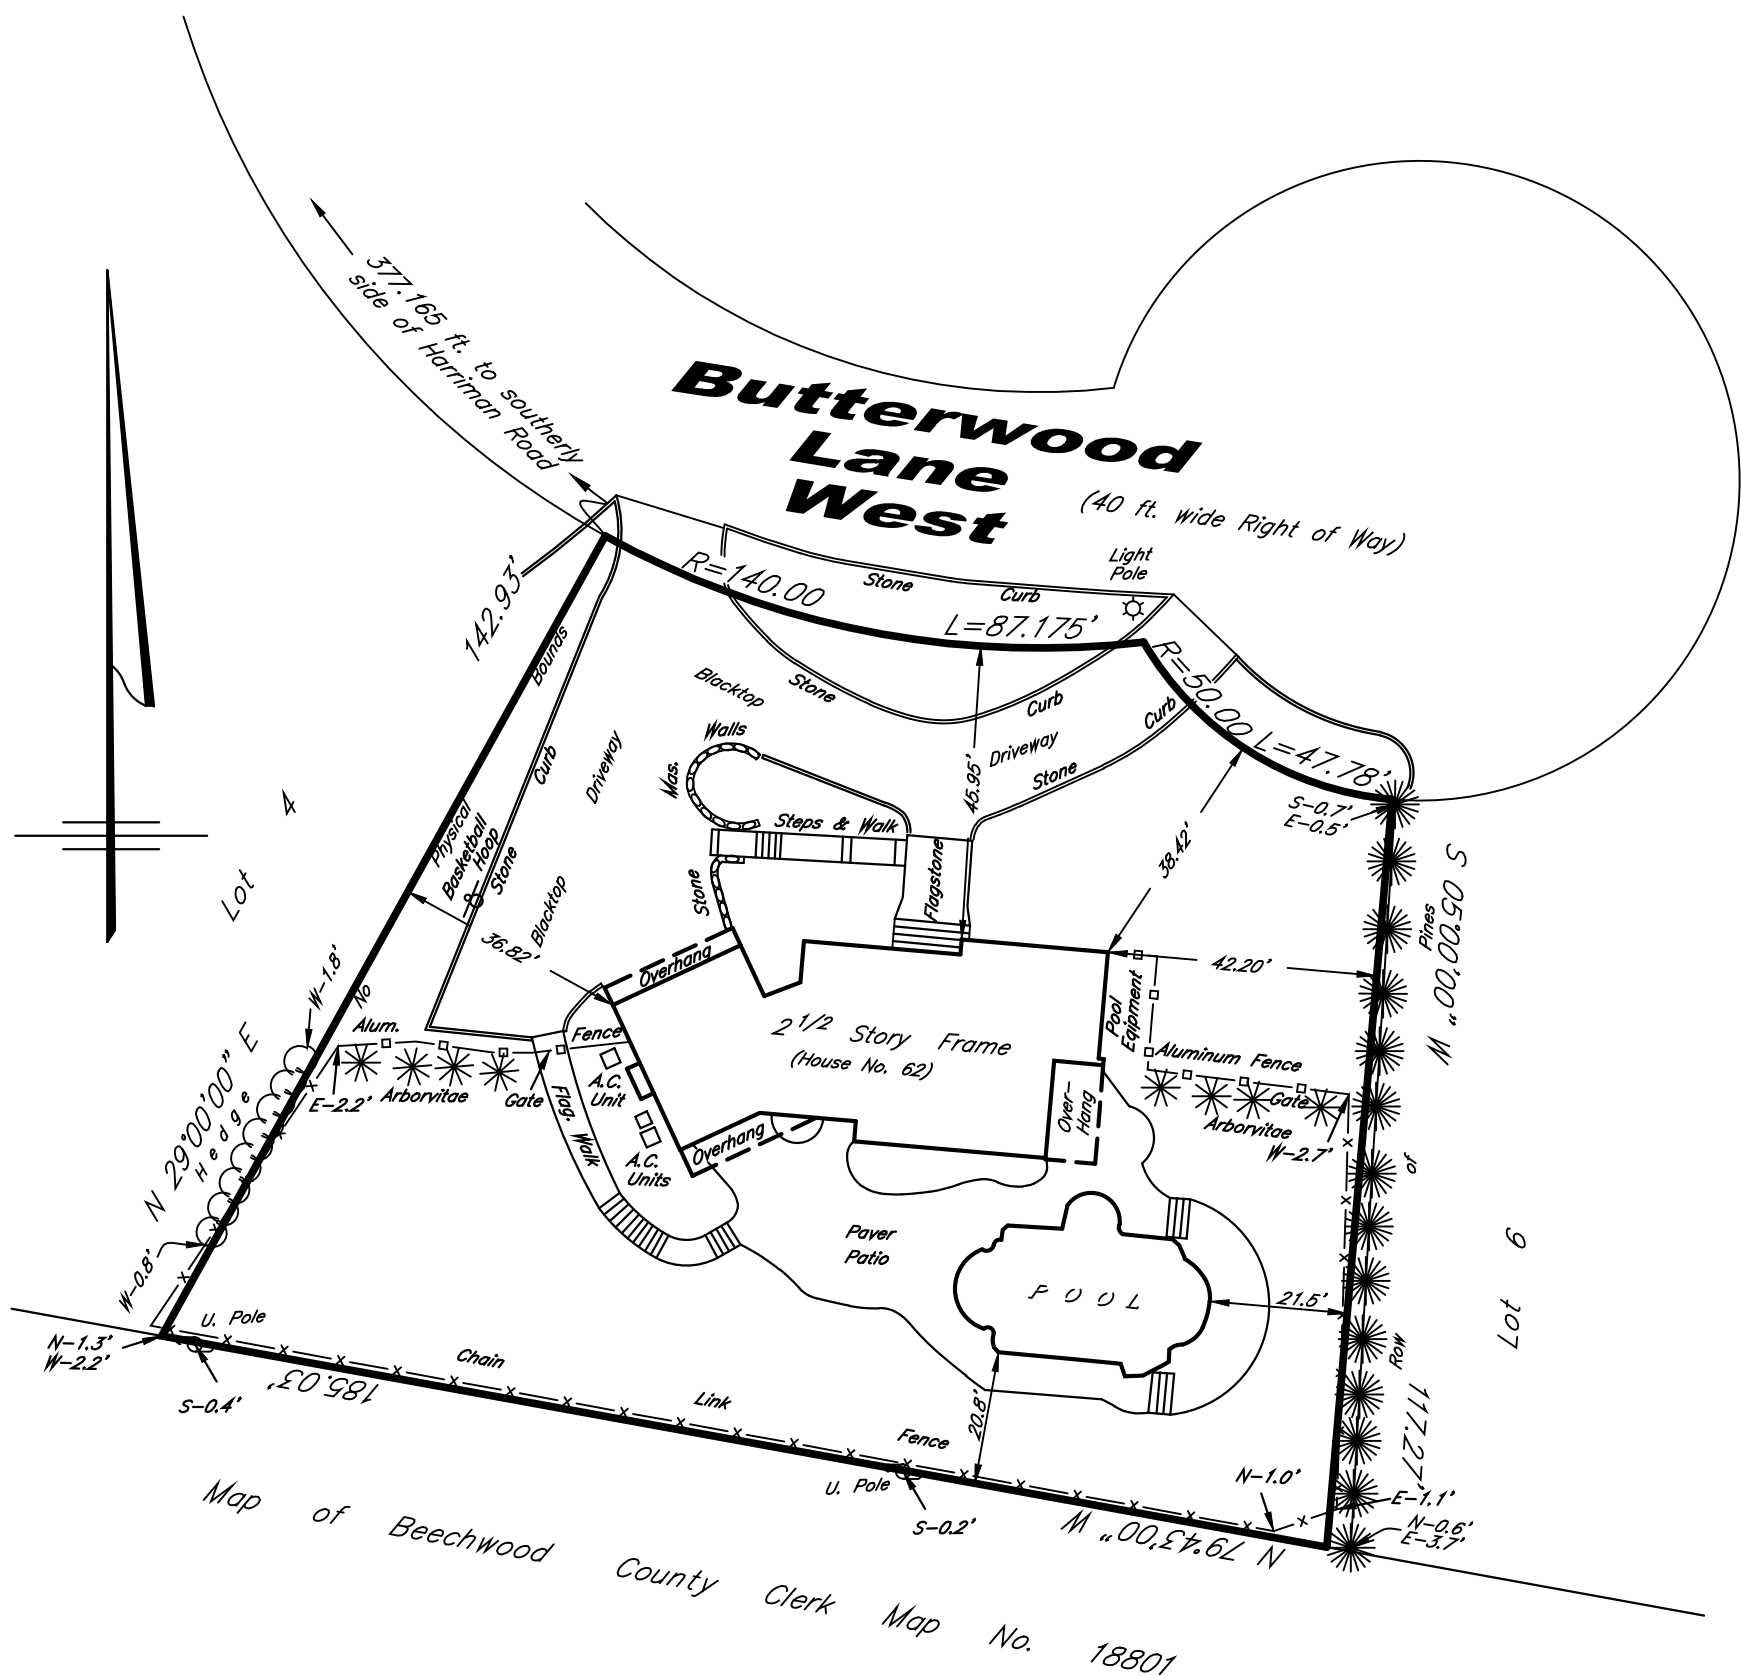 377.165 ft. to southerly
side of Harriman Road
Butterwood
Lane
West
(40 ft. wide Right of Way)
Light
Pole
R=140.00
L=87.175'
Stone
Curb
142.93'
R=50.00
L=47.78'
Bounds
Blacktop
Stone
Curb
Curb
Driveway
Stone
Walls
Mas.
Curb
Driveway
45.95'
S-0.7'
E-0.5'
Lot 4
Steps & Walk
38.42'
Physical
Basketball
Hoop
Stone
Stone
Flagstone
Blacktop
S 05°00'00" W
Pines
36.82'
Overhang
42.20'
W-1.8'
No
Pool
Eqipment
Alum.
Fence
2 1/2 Story Frame
(House No. 62)
Aluminum Fence
E-2.2'
Arborvitae
Gate
A.C.
Unit
Over-
Hang
Gate
Arborvitae
W-2.7'
Flag. Walk
Overhang
A.C.
Units
of
N 29°00'00" E
Hedge
Paver
Patio
Lot 6
W-0.8'
POOL
21.5'
U. Pole
N-1.3'
W-2.2'
Row
185.03'
S-0.4'
Chain
Link
Fence
20.8'
117.27'
U. Pole
S-0.2'
N-1.0'
E-1.1'
N-0.6'
E-3.7'
N 79°43'00" W
Map of Beechwood County Clerk Map No. 18801